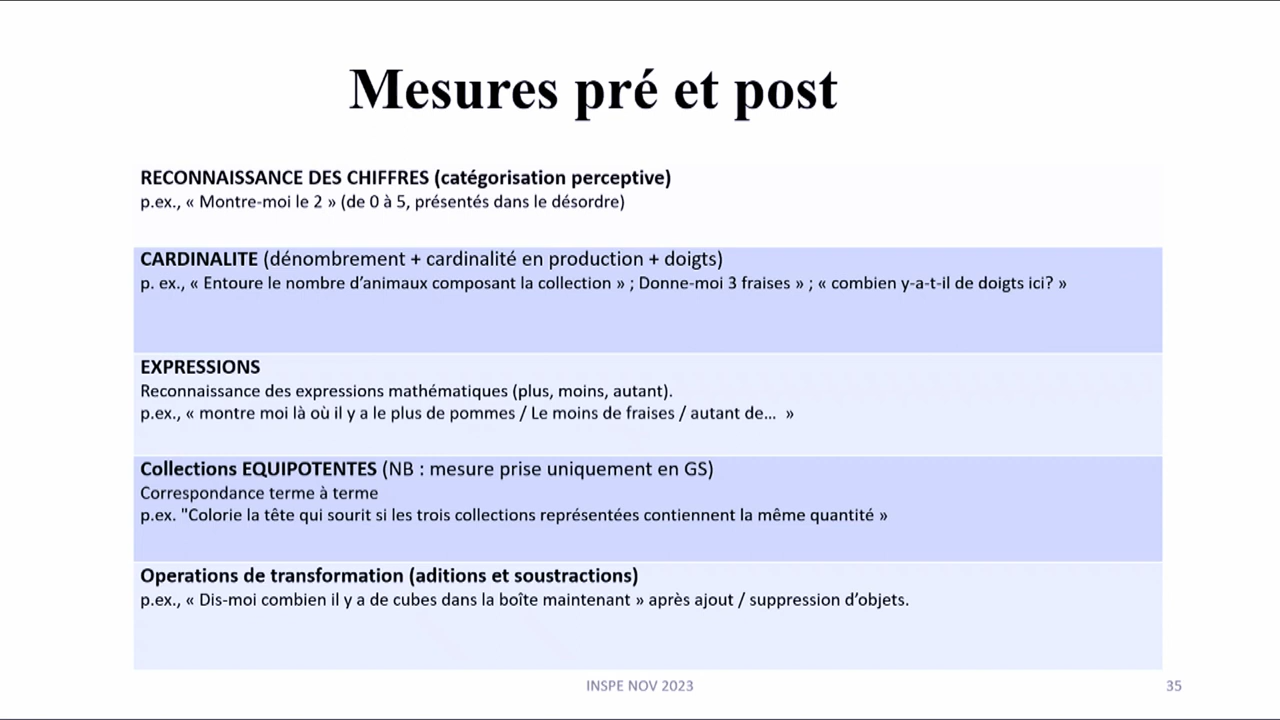 Mesures pré et post
RECONNAISSANCE DES CHIFFRES (catégorisation perceptive)
p.ex., « Montre-moi le 2 » (de 0 à 5, présentés dans le désordre)
CARDINALITE (dénombrement + cardinalité en production + doigts)
p. ex., « Entoure le nombre d’animaux composant la collection » ; Donne-moi 3 fraises » ; « combien y-a-t-il de doigts ici? »
EXPRESSIONS
Reconnaissance des expressions mathématiques (plus, moins, autant).
p.ex., « montre moi là où il y a le plus de pommes / Le moins de fraises / autant de… »
Collections EQUIPOTENTES (NB : mesure prise uniquement en GS)
Correspondance terme à terme
p.ex. "Colorie la tête qui sourit si les trois collections représentées contiennent la même quantité »
Operations de transformation (aditions et soustractions)
p.ex., « Dis-moi combien il y a de cubes dans la boîte maintenant » après ajout / suppression d’objets.
INSPE NOV 2023
35